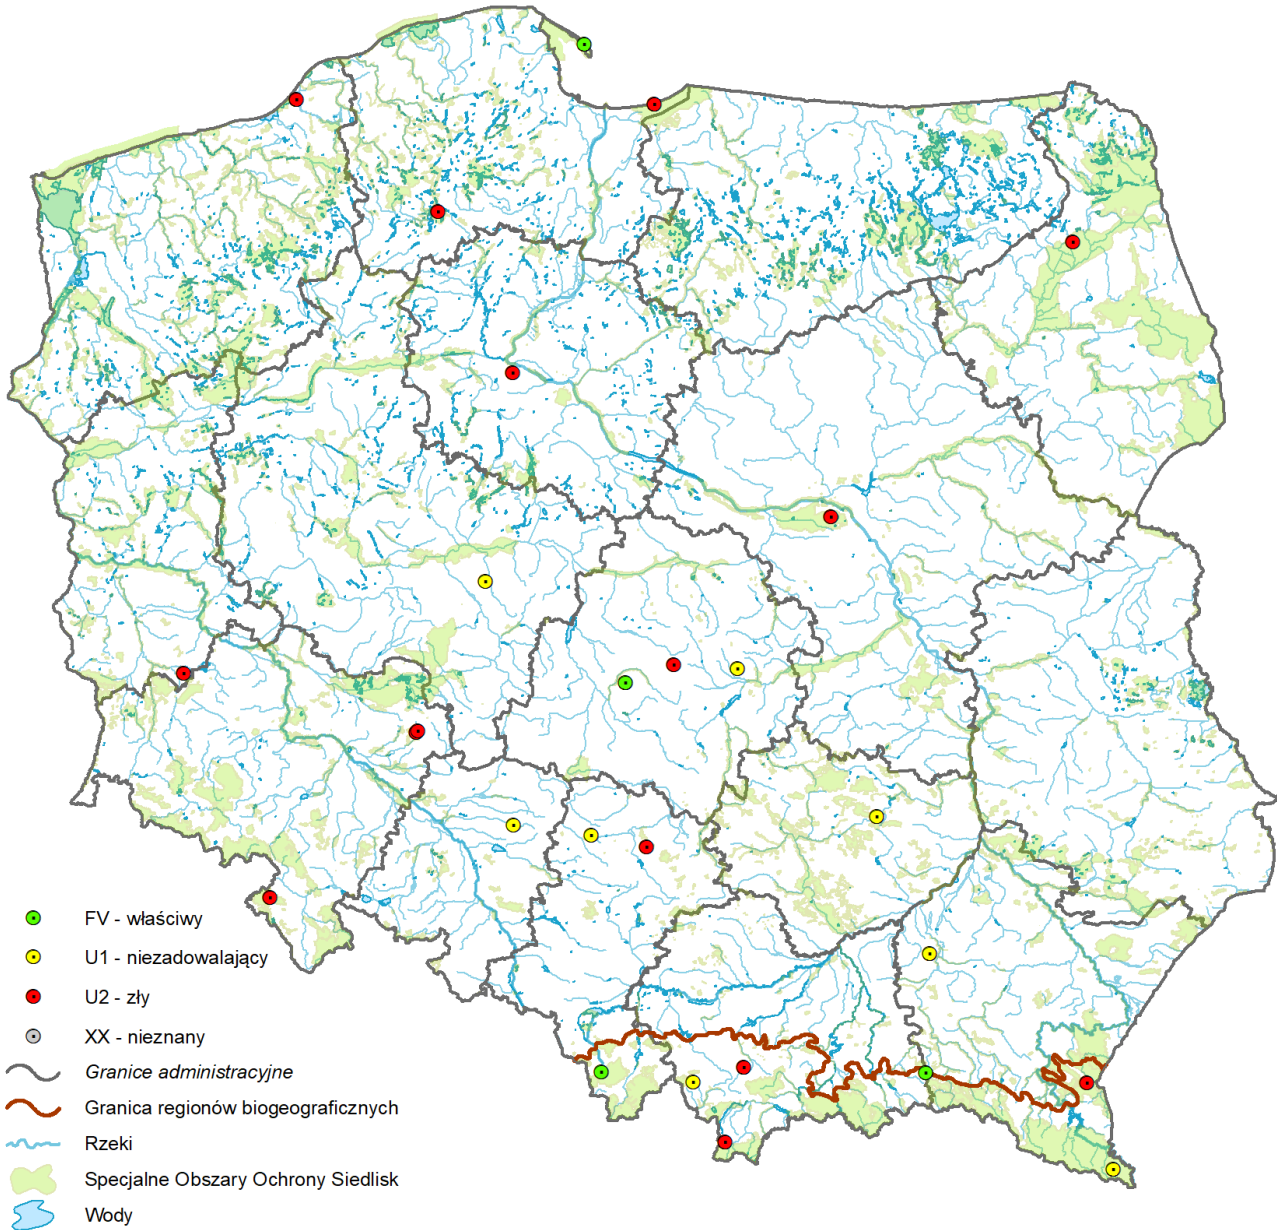 FV - właściwy
U1 - niezadowalający
U2 - zły
XX - nieznany
Granice administracyjne
Granica regionów biogeograficznych
Rzeki
Specjalne Obszary Ochrony Siedlisk
Wody